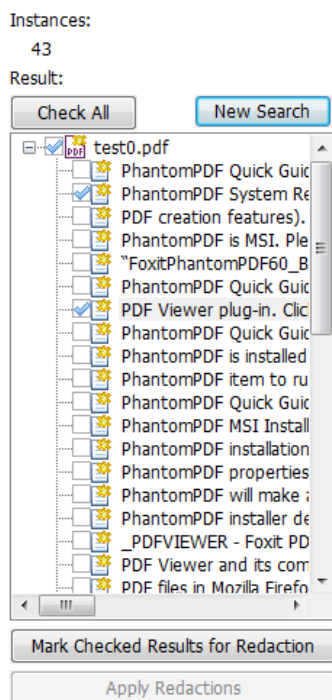 Instances:
43
Result:
Check All New Search
test0.pdf
PhantomPDF Quick Guid
PhantomPDF System Re
PDF creation features).
PhantomPDF is MSI. Ple
“FoxitPhantomPDF60_B
PhantomPDF Quick Guid
PDF Viewer plug-in. Clic
PhantomPDF Quick Guid
PhantomPDF is installed
PhantomPDF item to ru
PhantomPDF Quick Guid
PhantomPDF MSI Install
PhantomPDF installation
PhantomPDF properties
PhantomPDF will make
PhantomPDF installer de
_PDFVIEWER - Foxit PD
PDF Viewer and its com
PDF files in Mozilla Firefo
Mark Checked Results for Redaction
Apply Redactions